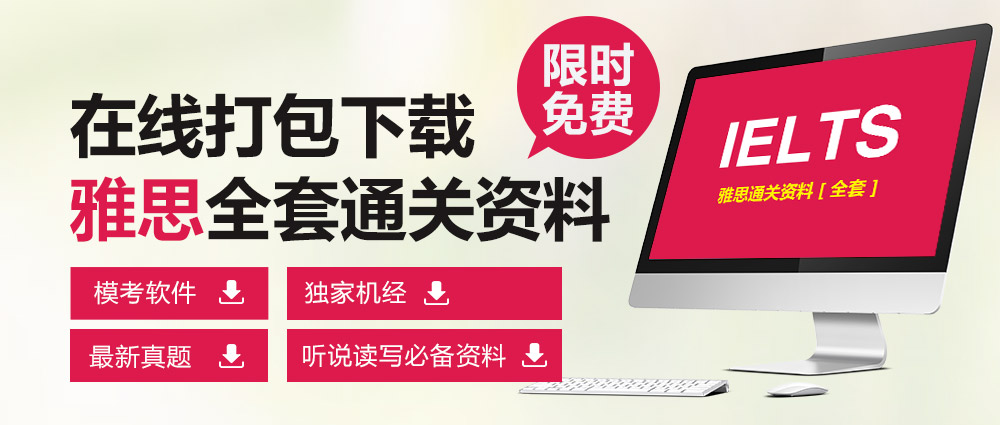 限时
免费
在线打包下载
雅思全套通关资料
模考软件
独家机经
最新真题
听说读写必备资料
IELTS
雅思通关资料 [ 全套 ]